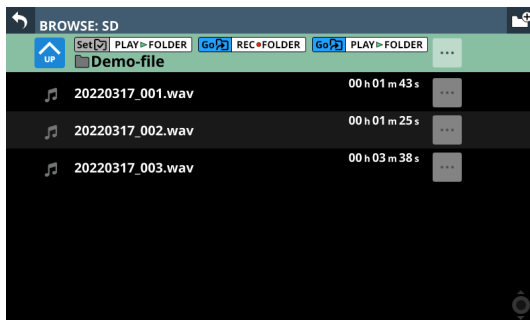 BROWSE: SD
Set PLAY▷FOLDER Go REC●FOLDER Go PLAY▷FOLDER
UP Demo-file
20220317_001.wav 00 h 01 m 43 s
20220317_002.wav 00 h 01 m 25 s
20220317_003.wav 00 h 03 m 38 s